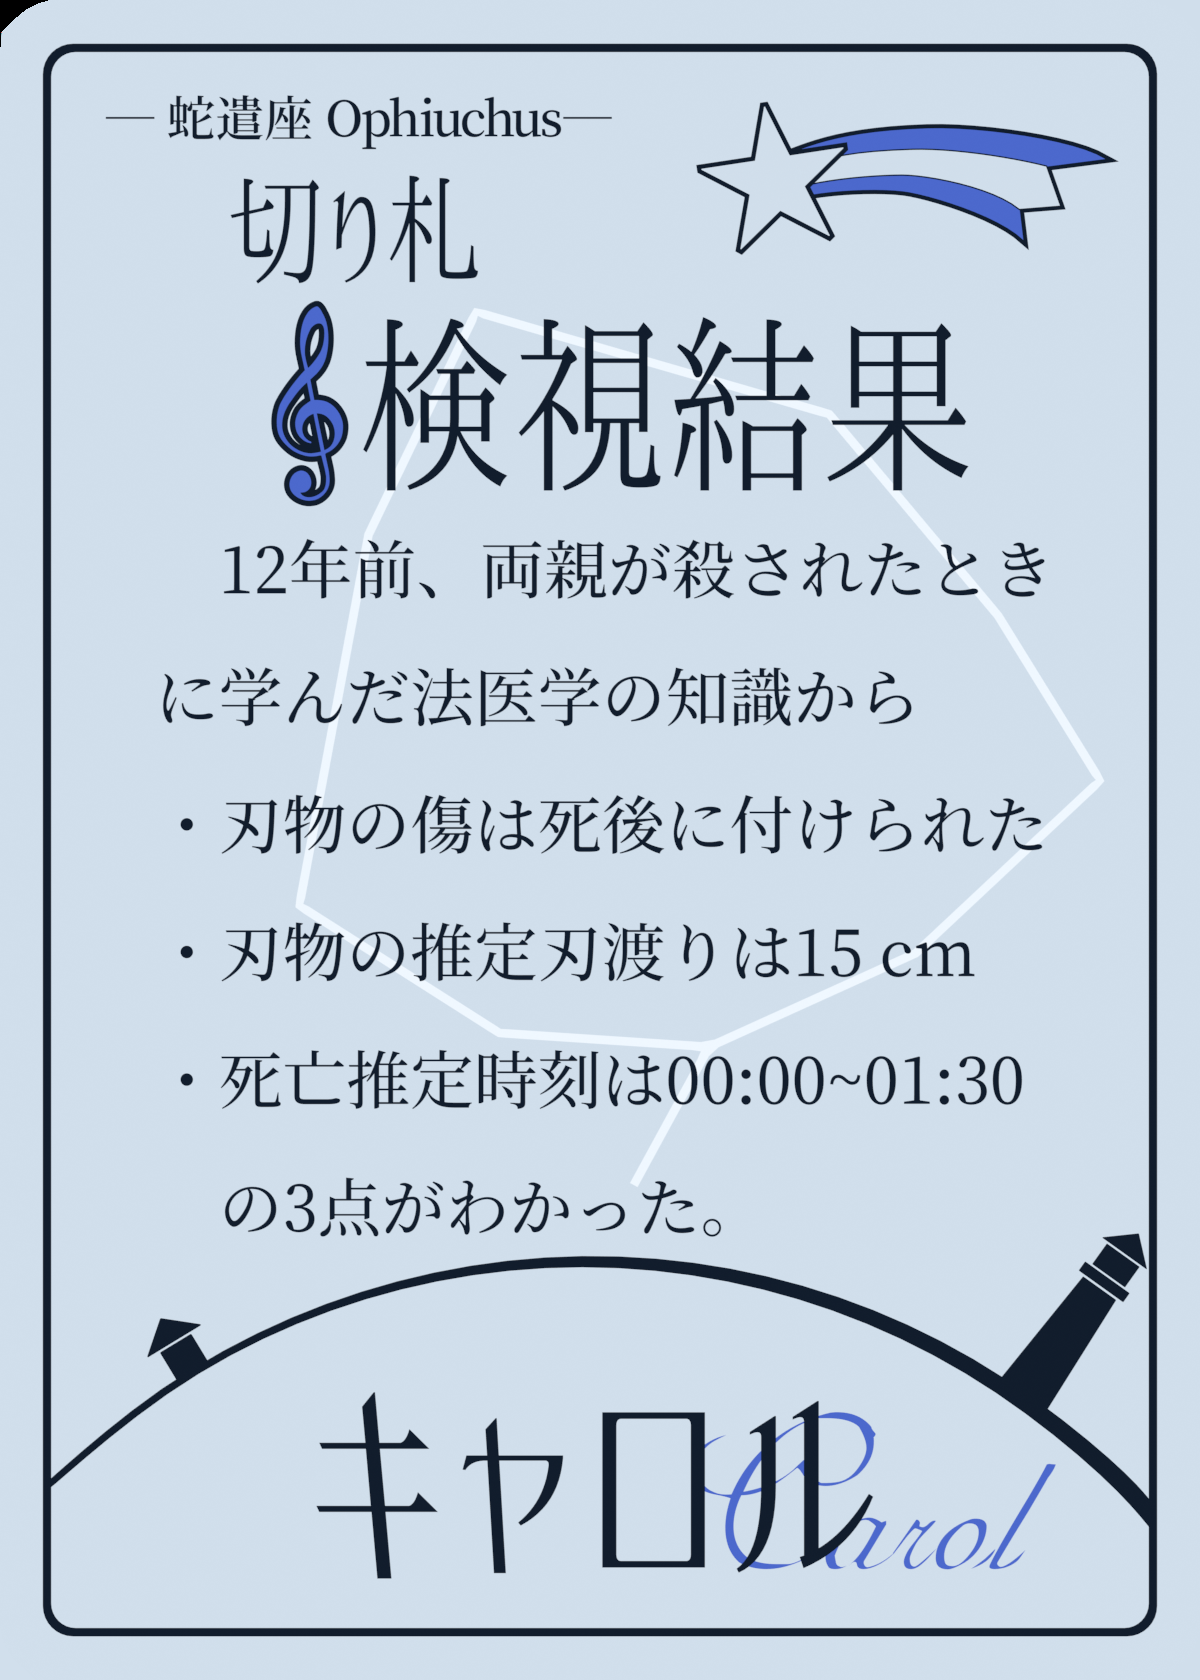 — 蛇遣座 Ophiuchus—
切り札
検視結果
12年前、両親が殺されたとき
に学んだ法医学の知識から
・刃物の傷は死後に付けられた
・刃物の推定刃渡りは15 cm
・死亡推定時刻は00:00~01:30
の3点がわかった。
キャロル
Carol